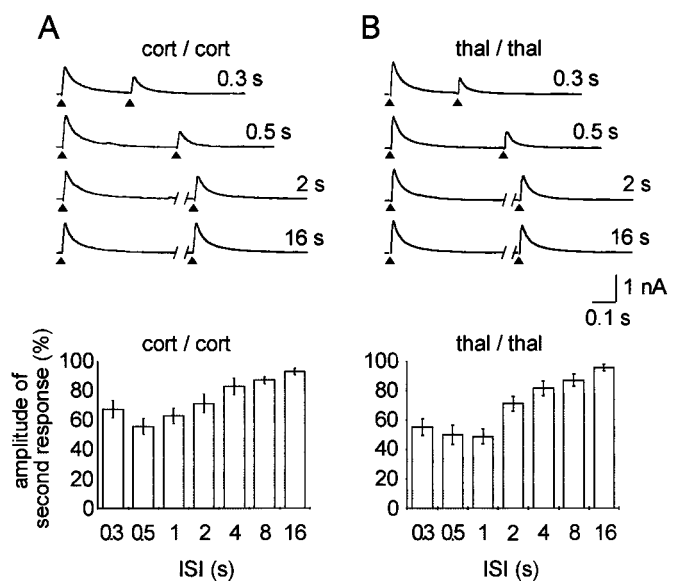 A
cort / cort
0.3 s
0.5 s
2 s
16 s
B
thal / thal
0.3 s
0.5 s
2 s
16 s
1 nA
0.1 s
cort / cort
amplitude of
second response (%)
100
80
60
40
20
0
0.3 0.5 1 2 4 8 16
ISI (s)
thal / thal
100
80
60
40
20
0
0.3 0.5 1 2 4 8 16
ISI (s)